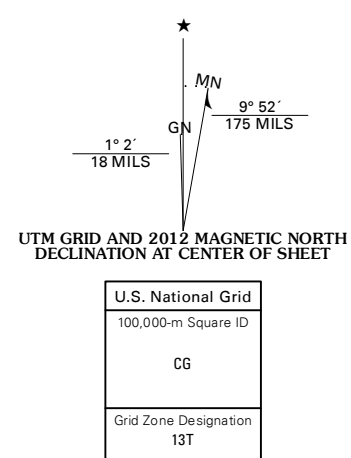 ★
MN
GN
9° 52´
175 MILS
1° 2´
18 MILS
UTM GRID AND 2012 MAGNETIC NORTH
DECLINATION AT CENTER OF SHEET
U.S. National Grid
100,000-m Square ID
CG
Grid Zone Designation
13T